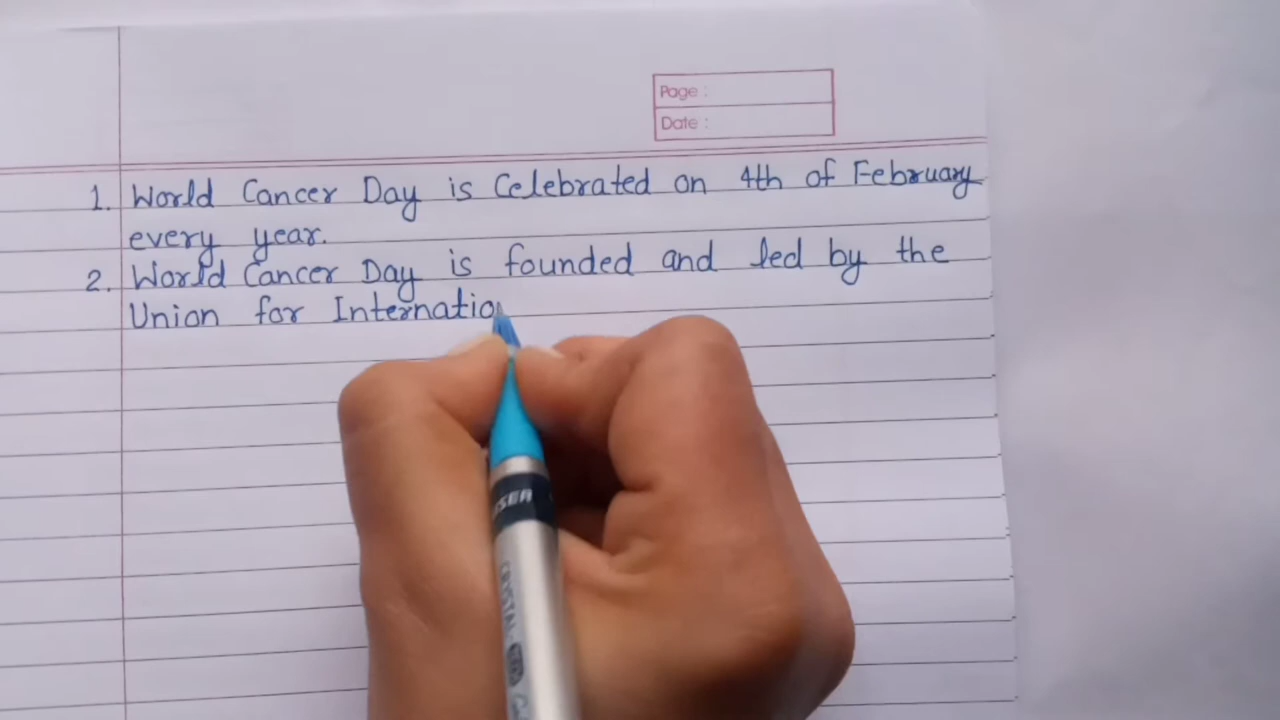 Page :
Date :
1. World Cancer Day is Celebrated on 4th of February
every year.
2. World Cancer Day is founded and led by the
Union for Internatio
CRYSTAL